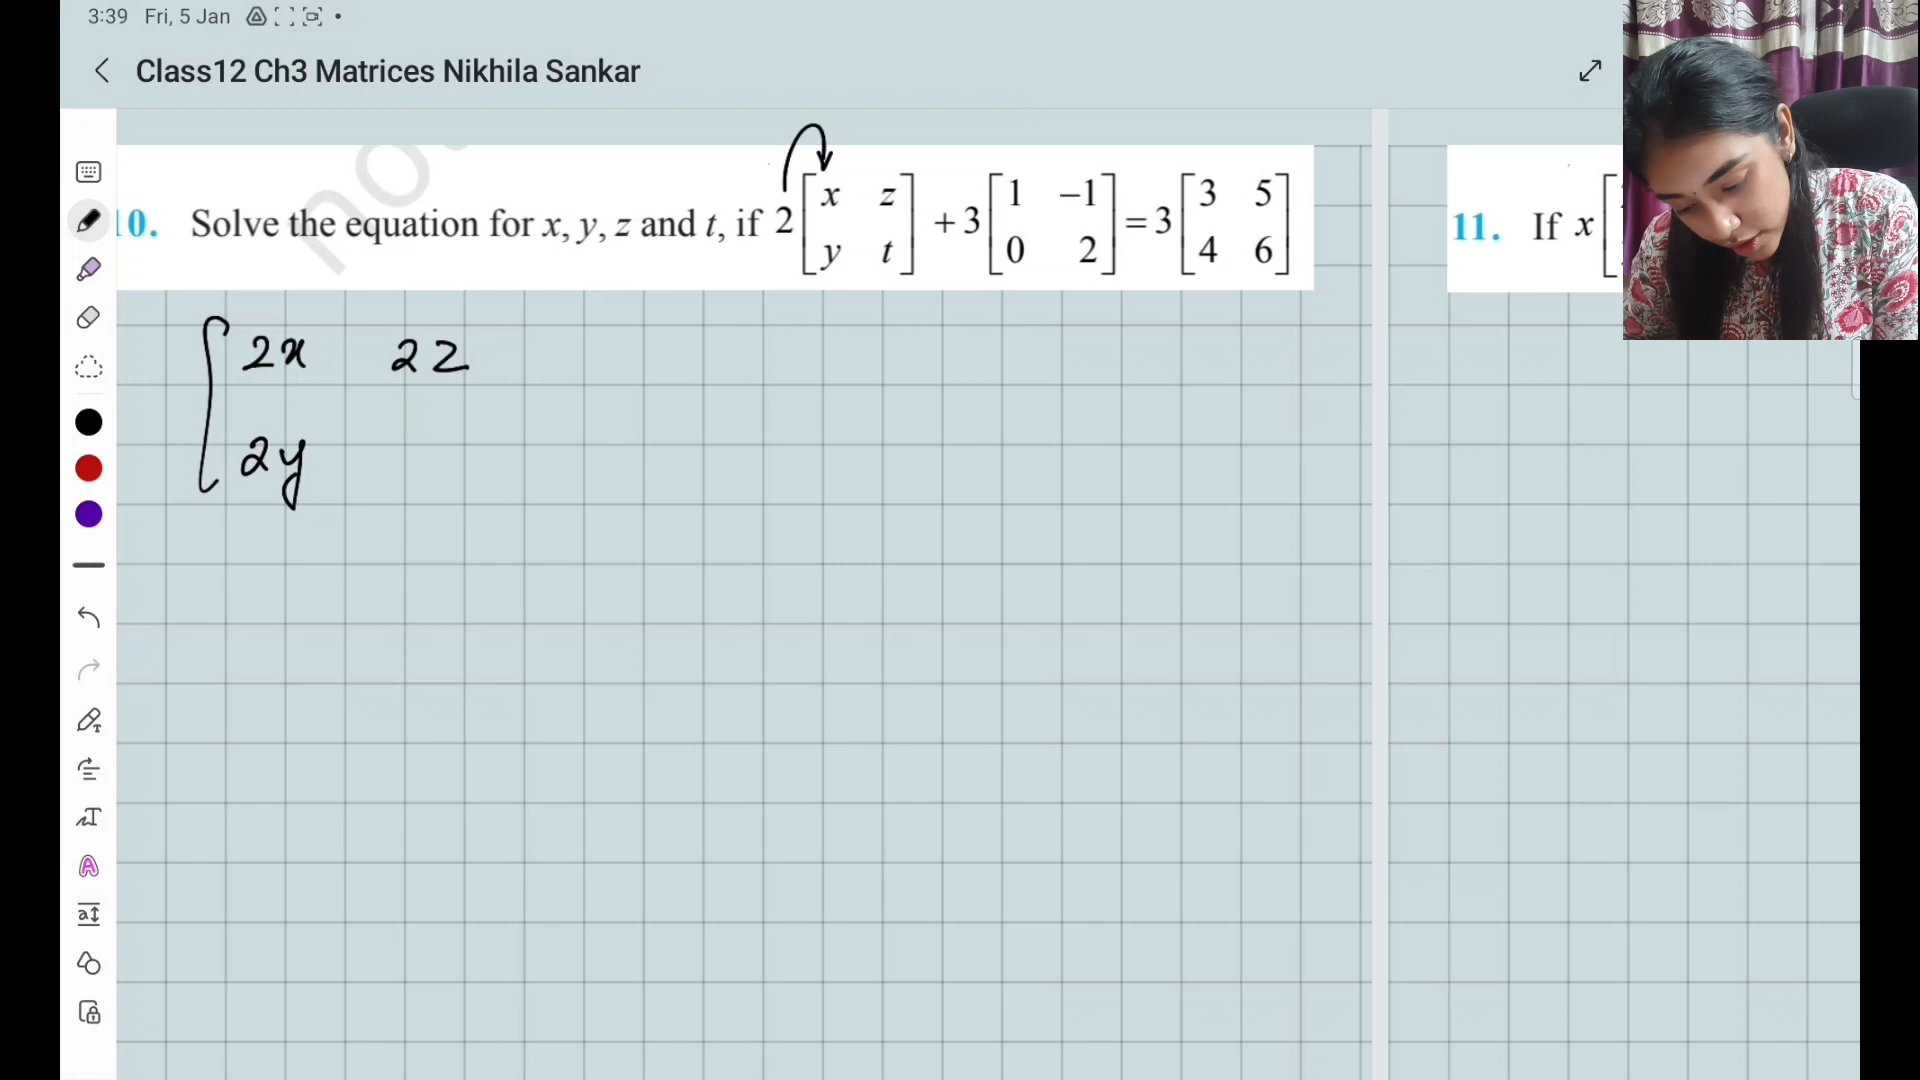 3:39 Fri, 5 Jan
Class12 Ch3 Matrices Nikhila Sankar
10. Solve the equation for x, y, z and t, if 2 [x z] + 3 [1 -1] = 3 [3 5]
[y t] [0 2] [4 6]
11. If x
2x 2z
2y